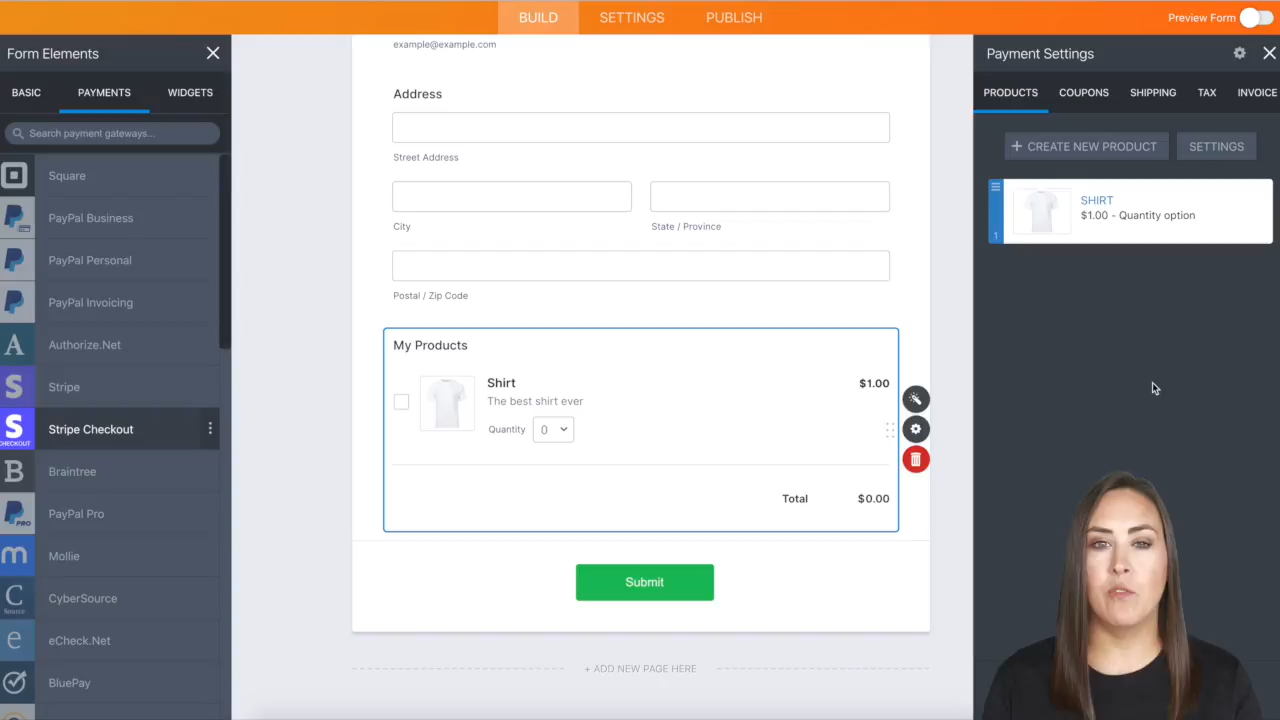 BUILD
SETTINGS
PUBLISH
Preview Form
Form Elements
BASIC
PAYMENTS
WIDGETS
Search payment gateways...
Square
PayPal Business
PayPal Personal
PayPal Invoicing
Authorize.Net
Stripe
CHECKOUT
Stripe Checkout
Braintree
PRO
PayPal Pro
Mollie
Source
CyberSource
eCheck.Net
BluePay
example@example.com
Address
Street Address
City
State / Province
Postal / Zip Code
My Products
Shirt
$1.00
The best shirt ever
Quantity
0
Total
$0.00
Submit
+ ADD NEW PAGE HERE
Payment Settings
PRODUCTS
COUPONS
SHIPPING
TAX
INVOICE
+ CREATE NEW PRODUCT
SETTINGS
1
SHIRT
$1.00 - Quantity option